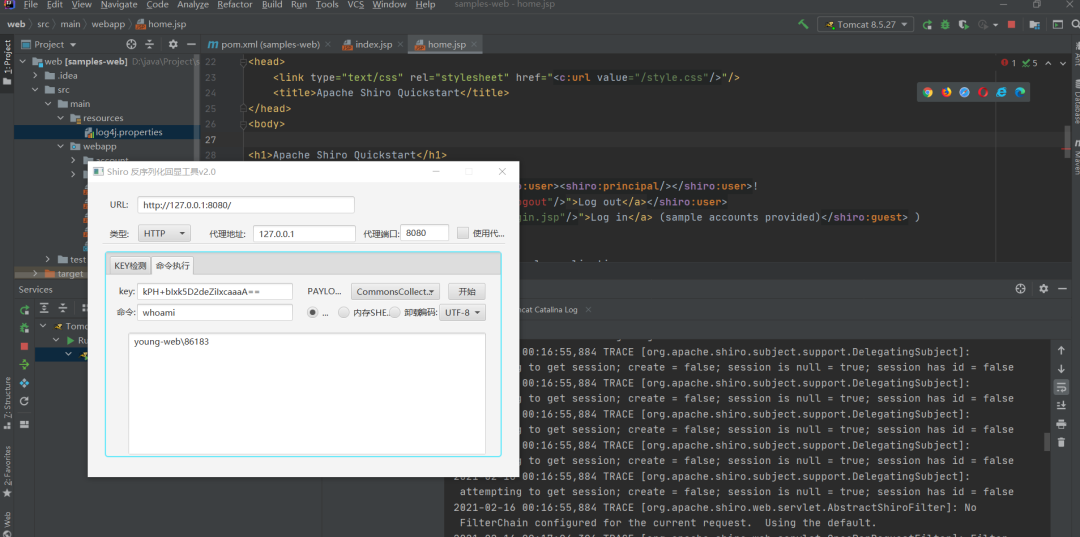 File Edit View Navigate Code Analyze Refactor Build Run Tools VCS Window Help samples-web - home.jsp
web src main webapp home.jsp Tomcat 8.5.27
Project
pom.xml (samples-web) index.jsp home.jsp
1: Project
web [samples-web] D:\java\Project\s
.idea
src
main
resources
log4j.properties
webapp
account
test
target
22 <head>
23 <link type="text/css" rel="stylesheet" href="<c:url value="/style.css"/>"/>
24 <title>Apache Shiro Quickstart</title>
25 </head>
26 <body>
27
28 <h1>Apache Shiro Quickstart</h1>
1 5
Database
Maven
o:user><shiro:principal/></shiro:user>!
ogout"/>">Log out</a></shiro:user>
gin.jsp"/>">Log in</a> (sample accounts provided)</shiro:guest> )
Shiro 反序列化回显工具v2.0
URL: http://127.0.0.1:8080/
类型: HTTP 代理地址: 127.0.0.1 代理端口: 8080 使用代...
KEY检测 命令执行
key: kPH+bIxk5D2deZiIxcaaaA== PAYLO... CommonsCollect... 开始
命令: whoami ... 内存SHE... 卸载 编码: UTF-8
young-web\86183
Services
Tomc
Ru
7: Structure
2: Favorites
Web
mcat Catalina Log
00:16:55,884 TRACE [org.apache.shiro.subject.support.DelegatingSubject]:
g to get session; create = false; session is null = true; session has id = false
00:16:55,884 TRACE [org.apache.shiro.subject.support.DelegatingSubject]:
g to get session; create = false; session is null = true; session has id = false
00:16:55,884 TRACE [org.apache.shiro.subject.support.DelegatingSubject]:
g to get session; create = false; session is null = true; session has id = false
00:16:55,884 TRACE [org.apache.shiro.subject.support.DelegatingSubject]:
g to get session; create = false; session is null = true; session has id = false
2021-02-16 00:16:55,884 TRACE [org.apache.shiro.subject.support.DelegatingSubject]:
attempting to get session; create = false; session is null = true; session has id = false
2021-02-16 00:16:55,884 TRACE [org.apache.shiro.web.servlet.AbstractShiroFilter]: No
FilterChain configured for the current request. Using the default.